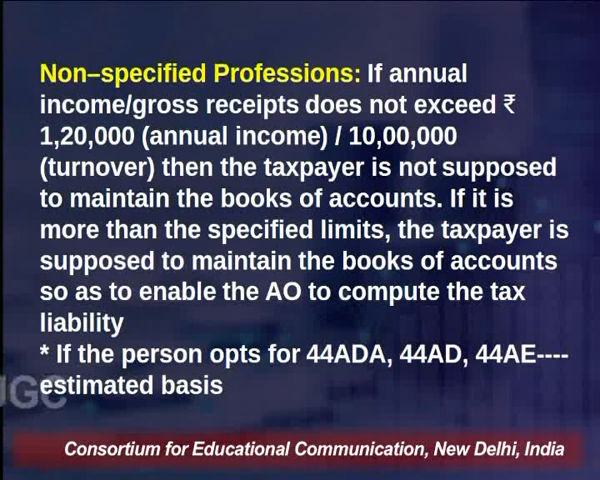 Non–specified Professions: If annual
income/gross receipts does not exceed ₹
1,20,000 (annual income) / 10,00,000
(turnover) then the taxpayer is not supposed
to maintain the books of accounts. If it is
more than the specified limits, the taxpayer is
supposed to maintain the books of accounts
so as to enable the AO to compute the tax
liability
* If the person opts for 44ADA, 44AD, 44AE----
estimated basis
UGC
Consortium for Educational Communication, New Delhi, India